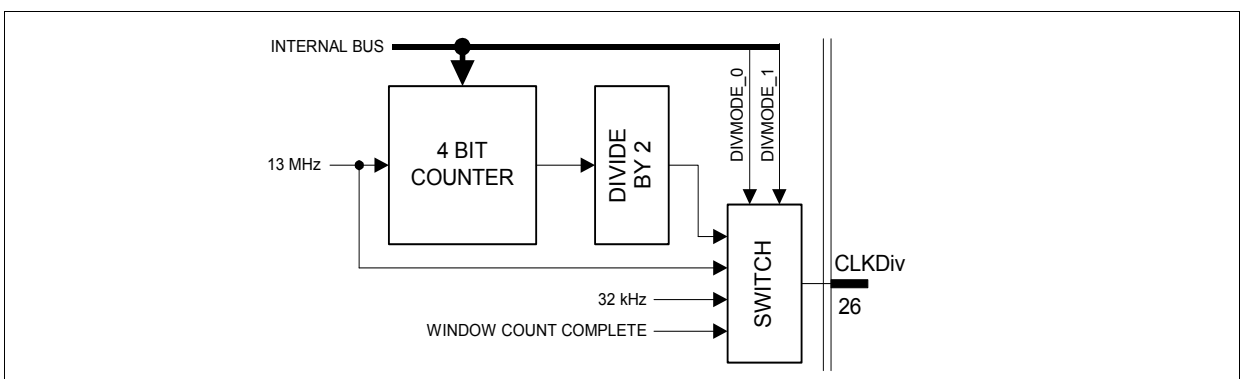 INTERNAL BUS
DIVMODE_0
DIVMODE_1
4 BIT
COUNTER
DIVIDE
BY 2
13 MHz
SWITCH
CLKDiv
26
32 kHz
WINDOW COUNT COMPLETE